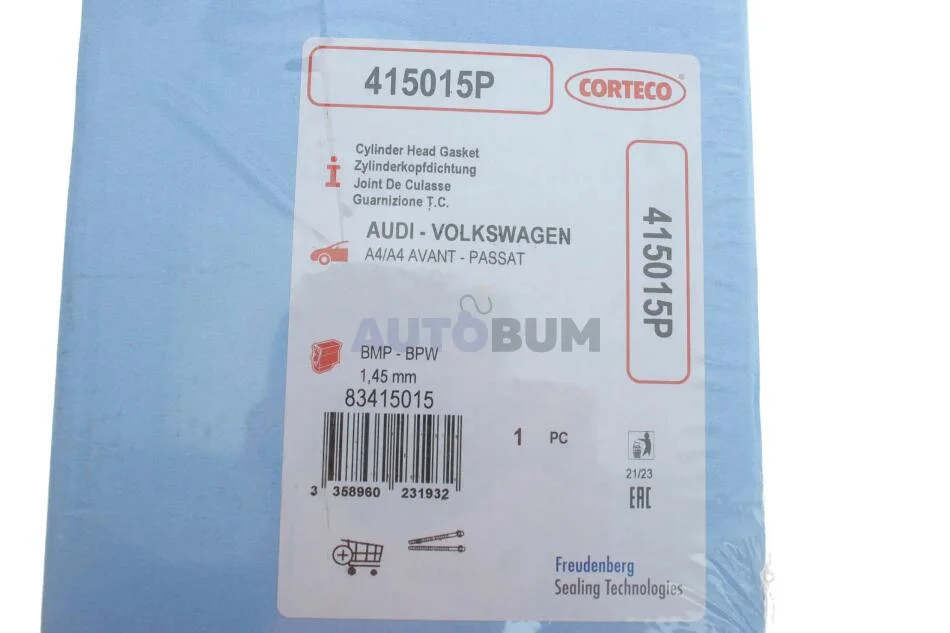 415015P
CORTECO
Cylinder Head Gasket
Zylinderkopfdichtung
Joint De Culasse
Guarnizione T.C.
415015P
AUDI - VOLKSWAGEN
A4/A4 AVANT - PASSAT
AUTOBUM
BMP - BPW
1,45 mm
83415015
1 PC
3 358960 231932
21/23
EAC
Freudenberg
Sealing Technologies